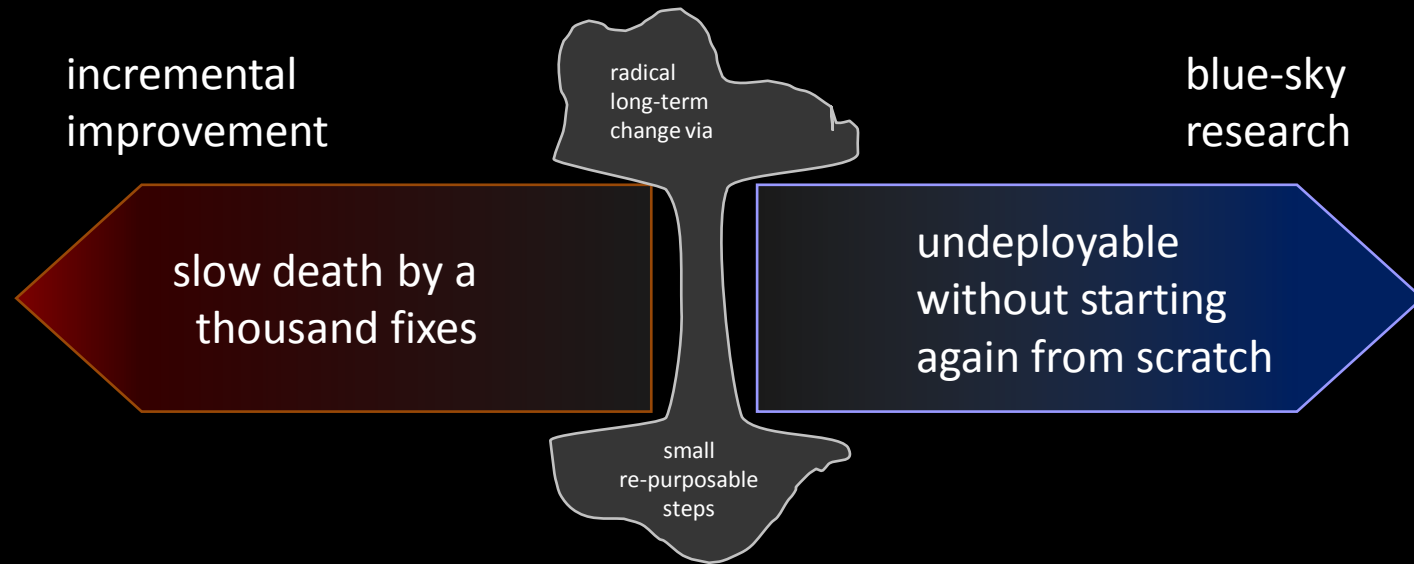 incremental
improvement
slow death by a
thousand fixes
radical
long-term
change via
small
re-purposable
steps
blue-sky
research
undeployable
without starting
again from scratch